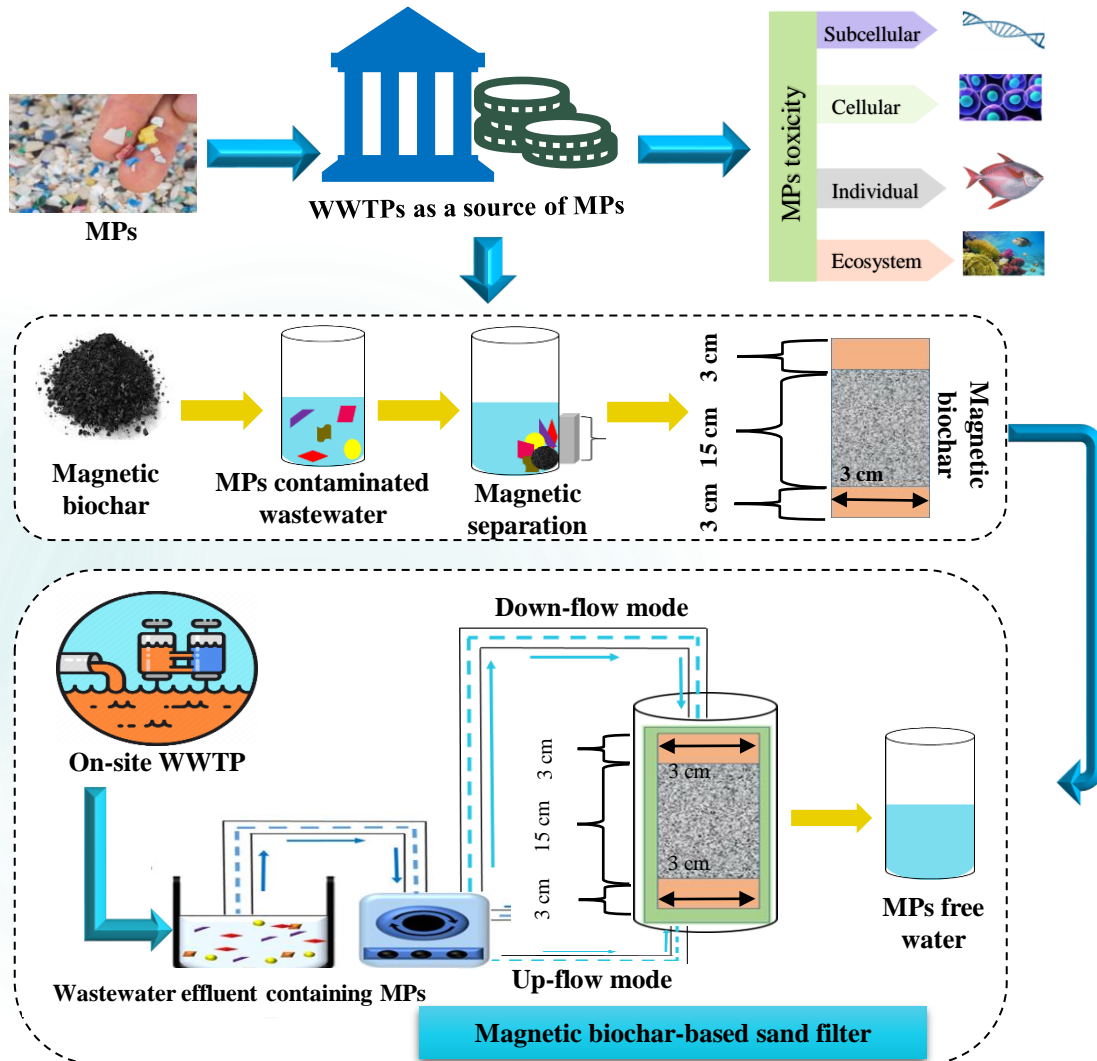 MPs
WWTPs as a source of MPs
MPs toxicity
Subcellular
Cellular
Individual
Ecosystem
Magnetic
biochar
MPs contaminated
wastewater
Magnetic
separation
3 cm
15 cm
3 cm
3 cm
Magnetic
biochar
On-site WWTP
Wastewater effluent containing MPs
Down-flow mode
Up-flow mode
3 cm
15 cm
3 cm
3 cm
3 cm
MPs free
water
Magnetic biochar-based sand filter